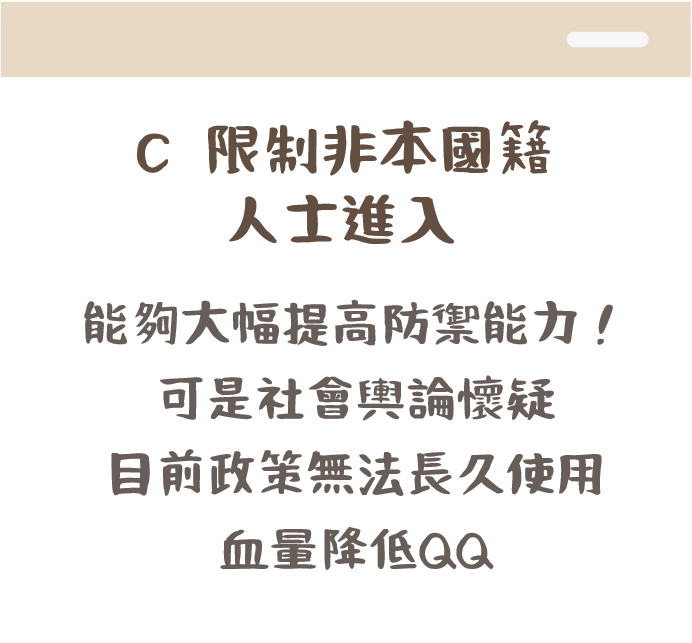 C 限制非本國籍
人士進入
能夠大幅提高防禦能力！
可是社會輿論懷疑
目前政策無法長久使用
血量降低QQ